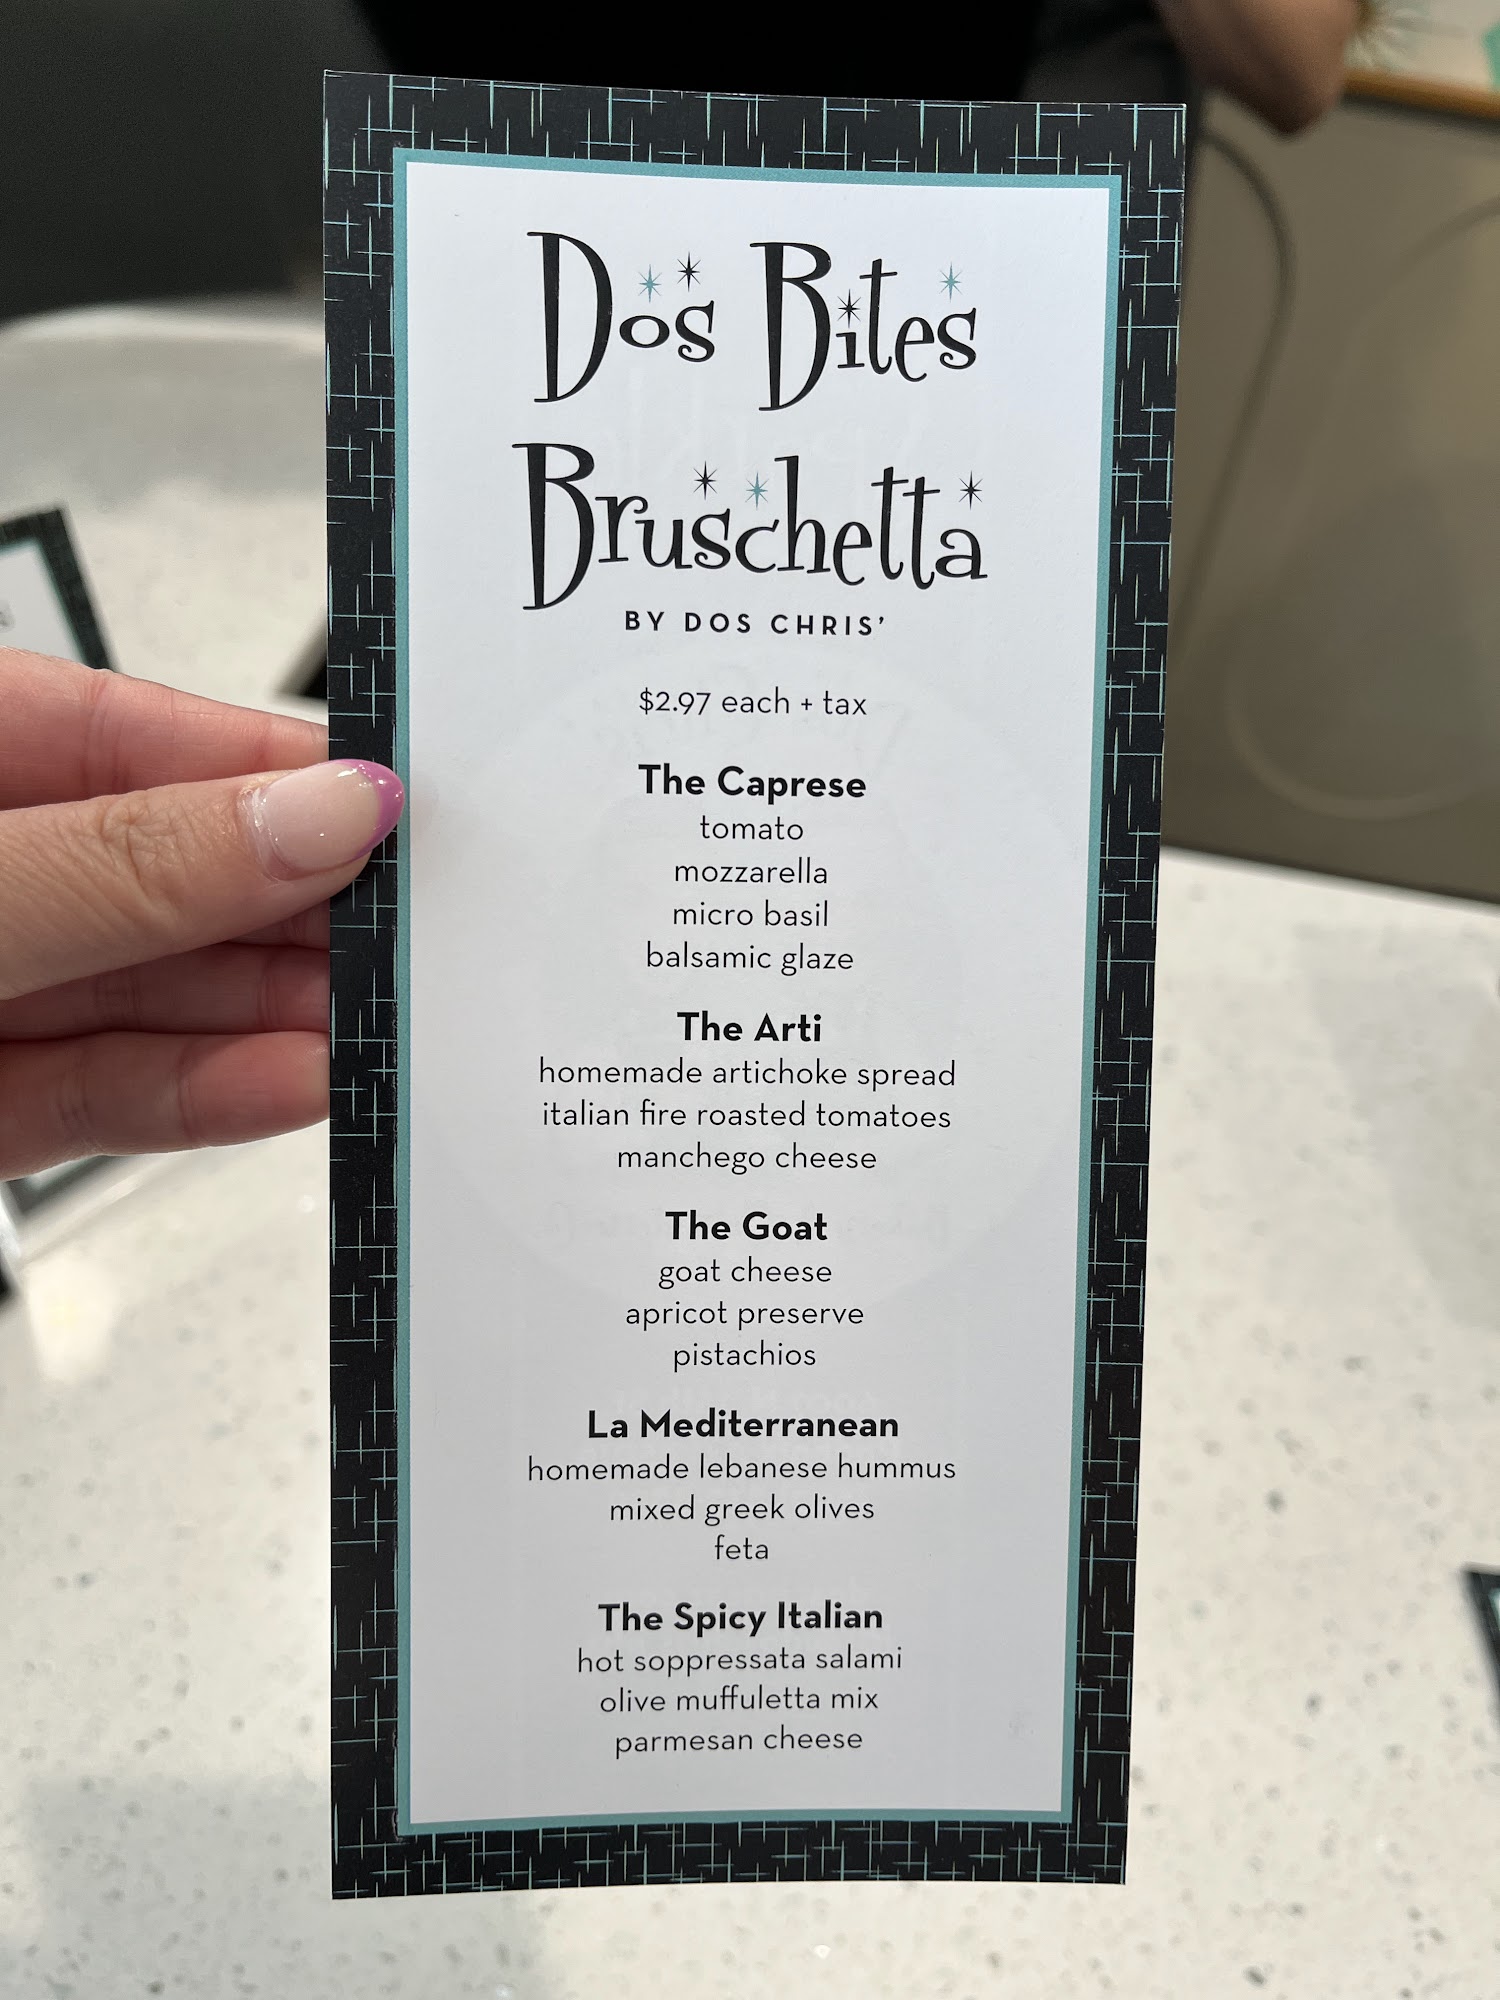 Dos Bites
Bruschetta
BY DOS CHRIS'
$2.97 each + tax
The Caprese
tomato
mozzarella
micro basil
balsamic glaze
The Arti
homemade artichoke spread
italian fire roasted tomatoes
manchego cheese
The Goat
goat cheese
apricot preserve
pistachios
La Mediterranean
homemade lebanese hummus
mixed greek olives
feta
The Spicy Italian
hot soppressata salami
olive muffuletta mix
parmesan cheese